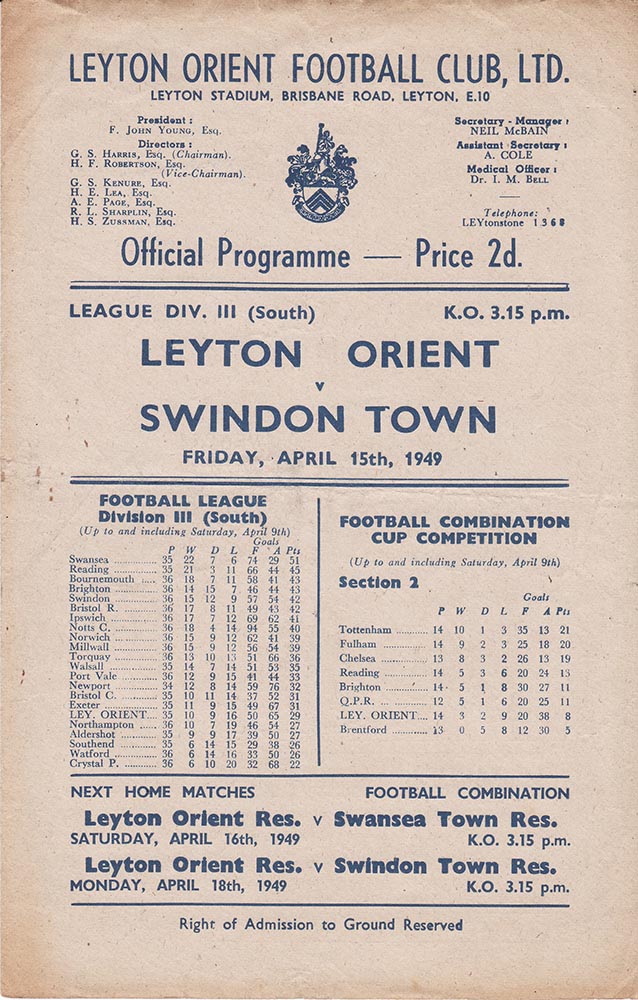 LEYTON ORIENT FOOTBALL CLUB, LTD.
LEYTON STADIUM, BRISBANE ROAD, LEYTON, E.10
President :
F. JOHN YOUNG, ESQ.
Directors :
G. S. HARRIS, ESQ. (Chairman).
H. F. ROBERTSON, ESQ.
(Vice-Chairman).
G. S. KENURE, ESQ.
H. E. LEA, ESQ.
A. E. PAGE, ESQ.
R. L. SHARPLIN, ESQ.
H. S. ZUSSMAN, ESQ.
Secretary - Manager :
NEIL McBAIN
Assistant Secretary :
A. COLE
Medical Officer :
Dr. I. M. BELL
Telephone:
LEYtonstone 1368
Official Programme — Price 2d.
LEAGUE DIV. III (South) K.O. 3.15 p.m.
LEYTON ORIENT
v
SWINDON TOWN
FRIDAY, APRIL 15th, 1949
FOOTBALL LEAGUE
Division III (South)
(Up to and including Saturday, April 9th)
Goals
P W D L F A Pts
Swansea ............ 35 22 7 6 74 29 51
Reading ............ 35 21 3 11 66 44 45
Bournemouth .... 36 18 7 11 58 41 43
Brighton ............ 36 14 15 7 46 44 43
Swindon ............ 35 15 12 9 57 54 42
Bristol R. ............ 36 17 8 11 49 43 42
Ipswich ............ 36 17 7 12 69 62 41
Notts C. ............ 36 18 4 14 94 55 40
Norwich ............ 36 15 9 12 62 41 39
Millwall ............ 36 15 9 12 56 54 39
Torquay ............ 36 13 10 13 51 66 36
Walsall ............ 35 14 7 14 51 53 35
Port Vale ............ 36 12 9 15 41 44 33
Newport ............ 34 12 8 14 59 76 32
Bristol C. ............ 35 10 11 14 37 52 31
Exeter ............ 35 11 9 15 49 67 31
LEY. ORIENT.... 35 10 9 16 50 65 29
Northampton ...... 36 10 7 19 46 54 27
Aldershot ............ 35 9 9 17 39 50 27
Southend ............ 35 6 14 15 29 38 26
Watford ............ 36 6 14 16 33 50 26
Crystal P. ............ 36 6 10 20 32 68 22
FOOTBALL COMBINATION
CUP COMPETITION
(Up to and including Saturday, April 9th)
Section 2
Goals
P W D L F A Pts
Tottenham .......... 14 10 1 3 35 13 21
Fulham ............ 14 9 2 3 25 18 20
Chelsea ............ 13 8 3 2 26 13 19
Reading ............ 14 5 3 6 20 24 13
Brighton ............ 14 5 1 8 30 27 11
Q.P.R. ............ 12 5 1 6 20 25 11
LEY. ORIENT.... 14 3 2 9 20 38 8
Brentford .......... 13 0 5 8 12 30 5
NEXT HOME MATCHES FOOTBALL COMBINATION
Leyton Orient Res. v Swansea Town Res.
SATURDAY, APRIL 16th, 1949 K.O. 3.15 p.m.
Leyton Orient Res. v Swindon Town Res.
MONDAY, APRIL 18th, 1949 K.O. 3.15 p.m.
Right of Admission to Ground Reserved